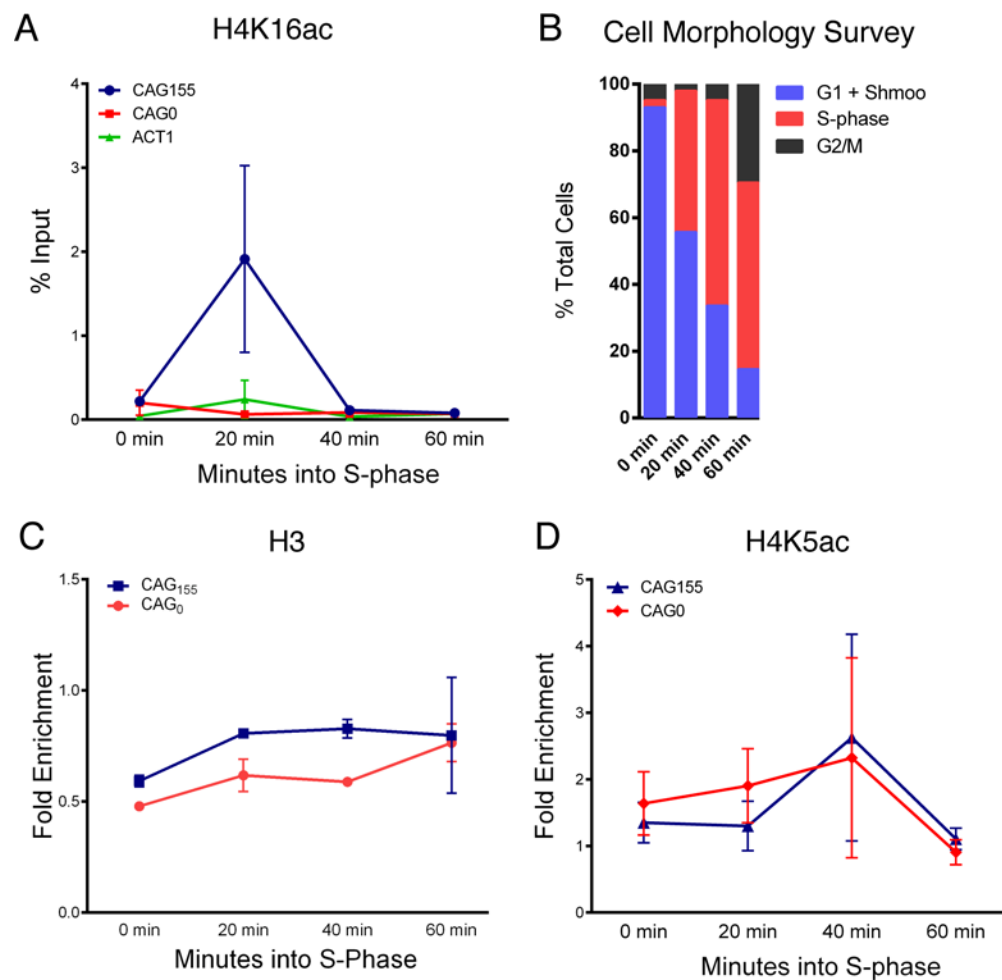 A
H4K16ac
CAG155
CAG0
ACT1
4
3
2
1
0
% Input
0 min
20 min
40 min
60 min
Minutes into S-phase
B
Cell Morphology Survey
100
80
60
40
20
0
% Total Cells
0 min
20 min
40 min
60 min
G1 + Shmoo
S-phase
G2/M
C
H3
CAG₁₅₅
CAG₀
1.5
1.0
0.5
0.0
Fold Enrichment
0 min
20 min
40 min
60 min
Minutes into S-Phase
D
H4K5ac
CAG155
CAG0
5
4
3
2
1
0
Fold Enrichment
0 min
20 min
40 min
60 min
Minutes into S-phase